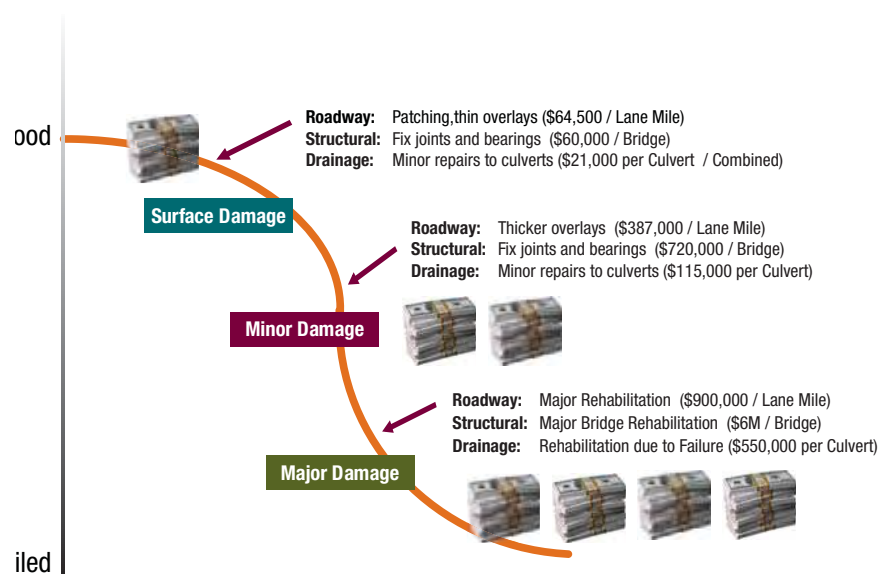 ood
Roadway: Patching,thin overlays ($64,500 / Lane Mile)
Structural: Fix joints and bearings ($60,000 / Bridge)
Drainage: Minor repairs to culverts ($21,000 per Culvert / Combined)
Surface Damage
Roadway: Thicker overlays ($387,000 / Lane Mile)
Structural: Fix joints and bearings ($720,000 / Bridge)
Drainage: Minor repairs to culverts ($115,000 per Culvert)
Minor Damage
Roadway: Major Rehabilitation ($900,000 / Lane Mile)
Structural: Major Bridge Rehabilitation ($6M / Bridge)
Drainage: Rehabilitation due to Failure ($550,000 per Culvert)
Major Damage
iled